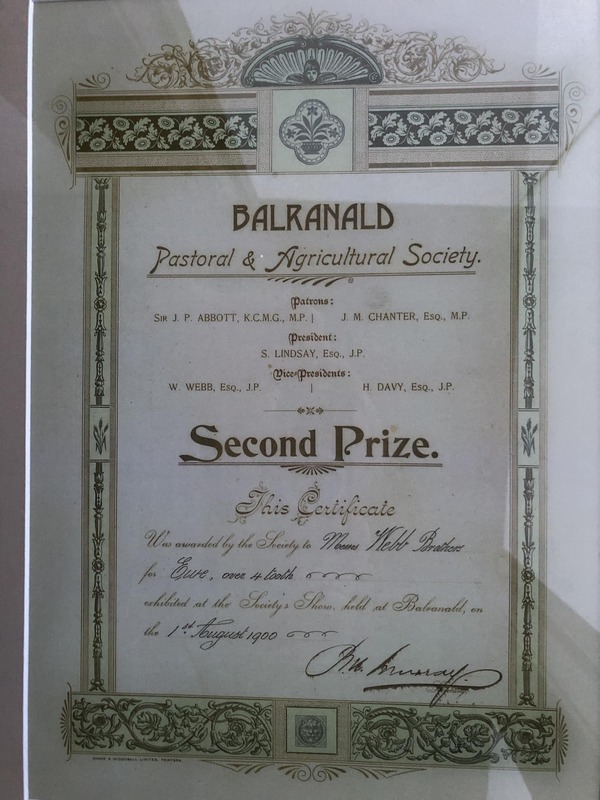 BALRANALD
Pastoral & Agricultural Society.
Patrons:
SIR J. P. ABBOTT, K.C.M.G., M.P. | J. M. CHANTER, ESQ., M.P.
President:
S. LINDSAY, ESQ., J.P.
Vice-Presidents:
W. WEBB, ESQ., J.P. | H. DAVY, ESQ., J.P.
Second Prize.
This Certificate
Was awarded by the Society to Messrs Webb Brothers
for Ewe, over 4 tooth
exhibited at the Society's Show, held at Balranald, on
the 1st August 1900
LIMITED, PRINTERS